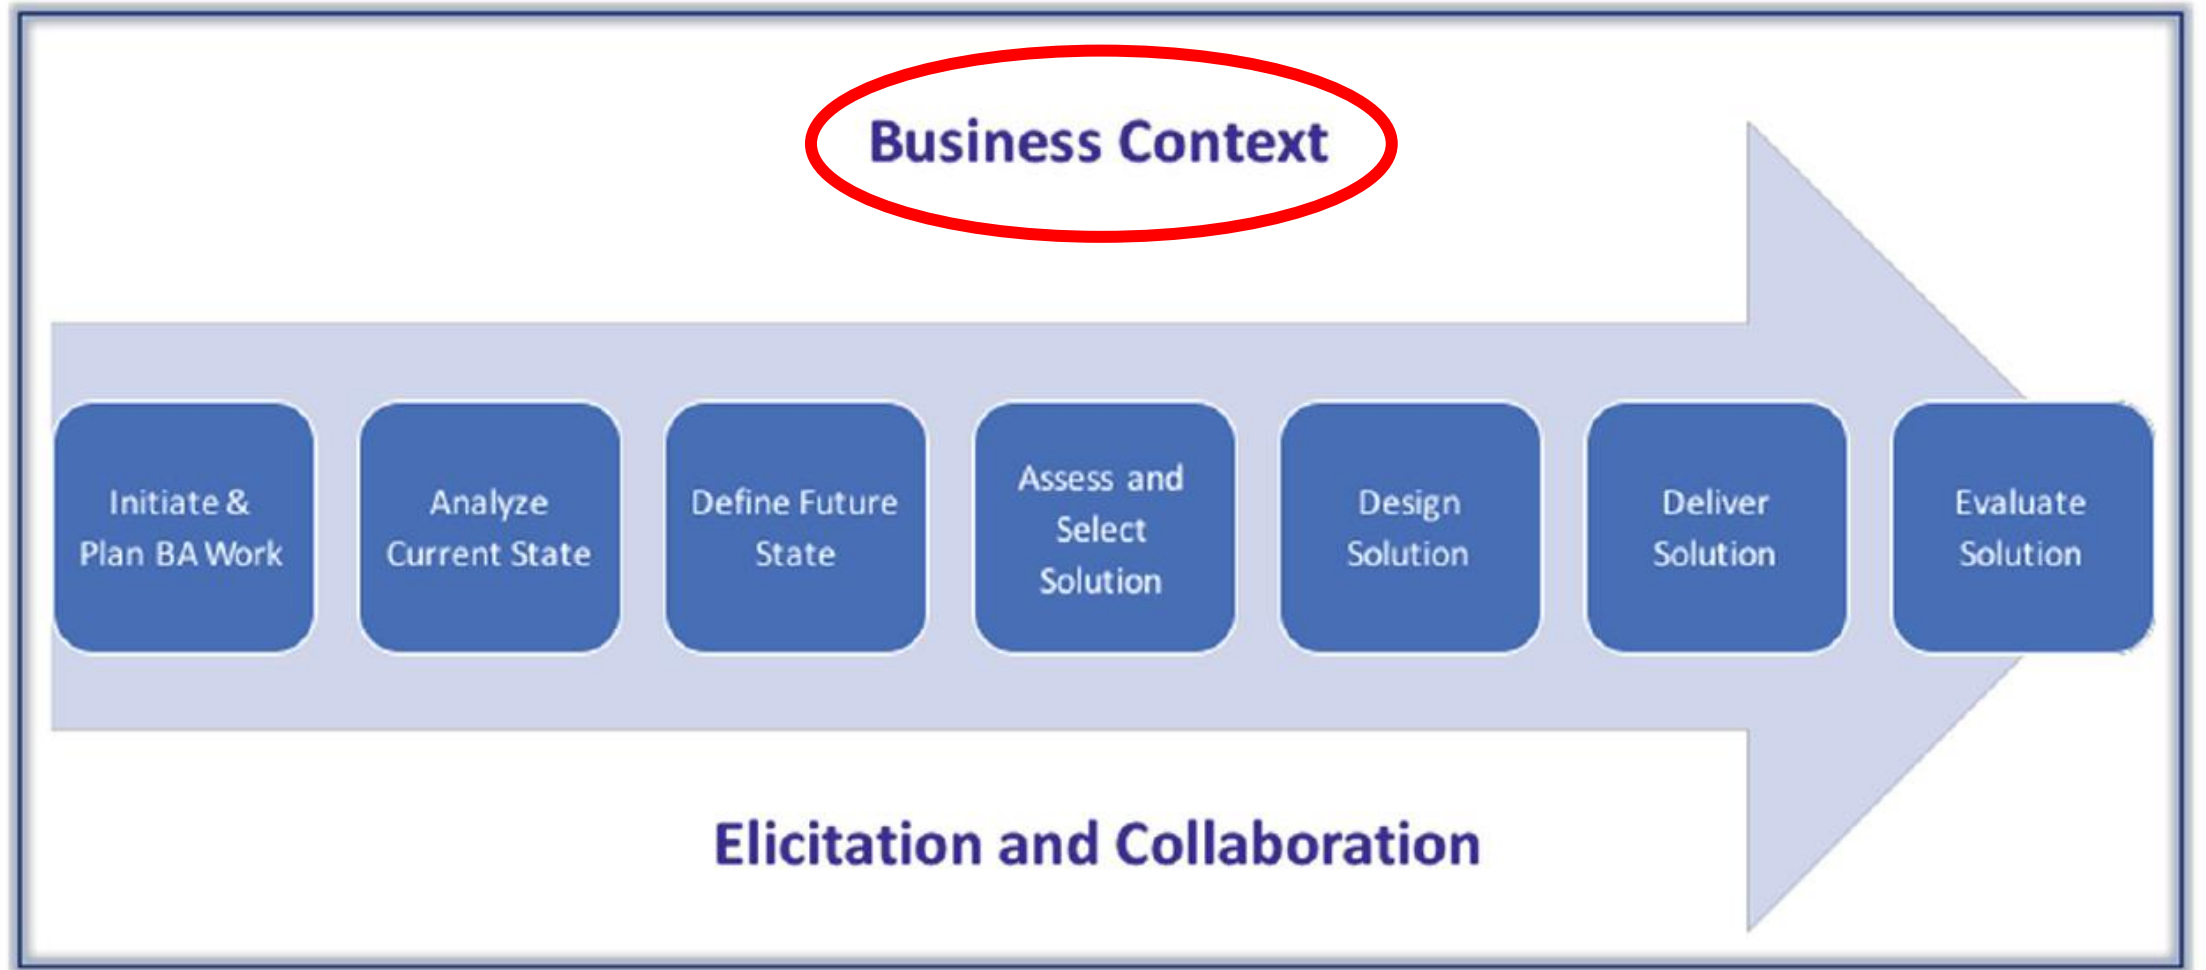 Business Context
Initiate &
Plan BA Work
Analyze
Current State
Define Future
State
Assess and
Select
Solution
Design
Solution
Deliver
Solution
Evaluate
Solution
Elicitation and Collaboration